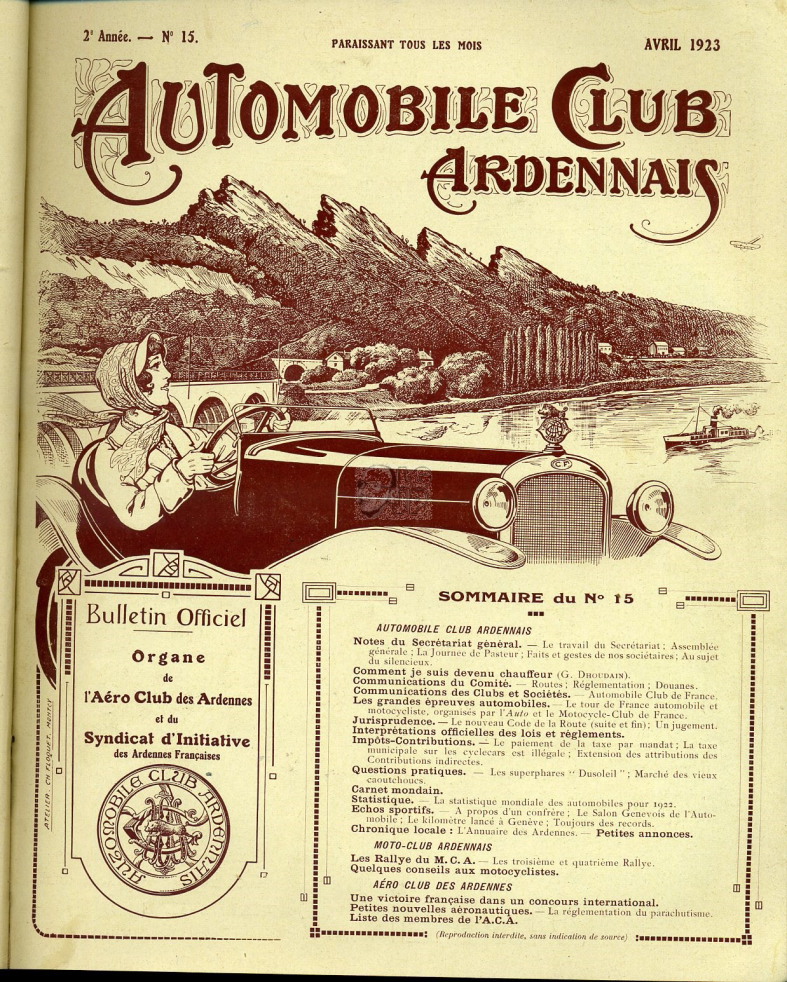 2e Année. — No 15.
PARAISSANT TOUS LES MOIS
AVRIL 1923
AUTOMOBILE CLUB
ARDENNAIS
CF
Bulletin Officiel
Organe
de
l'Aéro Club des Ardennes
et du
Syndicat d'Initiative
des Ardennes Françaises
AUTOMOBILE CLUB ARDENNAIS
ATELIER CH FLOQUET.
SOMMAIRE du No 15
AUTOMOBILE CLUB ARDENNAIS
Notes du Secrétariat général. — Le travail du Secrétariat; Assemblée
générale; La Journée de Pasteur; Faits et gestes de nos sociétaires; Au sujet
du silencieux.
Comment je suis devenu chauffeur (G. DHOUDAIN).
Communications du Comité. — Routes; Réglementation; Douanes.
Communications des Clubs et Sociétés. — Automobile Club de France.
Les grandes épreuves automobiles. — Le tour de France automobile et
motocycliste, organisés par l'Auto et le Motocycle-Club de France.
Jurisprudence. — Le nouveau Code de la Route (suite et fin); Un jugement.
Interprétations officielles des lois et règlements.
Impôts-Contributions. — Le paiement de la taxe par mandat; La taxe
municipale sur les cyclecars est illégale; Extension des attributions des
Contributions indirectes.
Questions pratiques. — Les superphares "Dusoleil"; Marché des vieux
caoutchoucs.
Carnet mondain.
Statistique. — La statistique mondiale des automobiles pour 1922.
Echos sportifs. — A propos d'un confrère; Le Salon Genevois de l'Auto-
mobile; Le kilomètre lancé à Genève; Toujours des records.
Chronique locale : L'Annuaire des Ardennes. — Petites annonces.
MOTO-CLUB ARDENNAIS
Les Rallye du M. C. A. — Les troisième et quatrième Rallye.
Quelques conseils aux motocyclistes.
AÉRO CLUB DES ARDENNES
Une victoire française dans un concours international.
Petites nouvelles aéronautiques. — La réglementation du parachutisme.
Liste des membres de l'A.C.A.
(Reproduction interdite, sans indication de source)